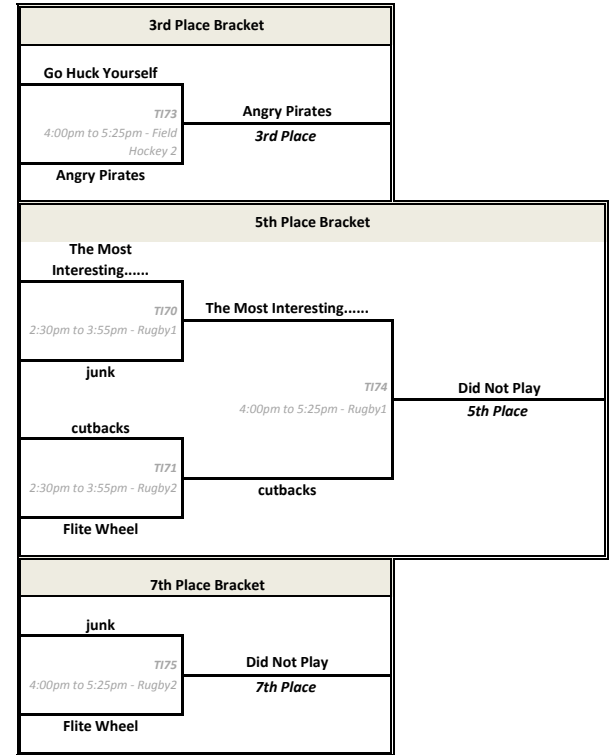 3rd Place Bracket
Go Huck Yourself
TI73
4:00pm to 5:25pm - Field
Hockey 2
Angry Pirates
3rd Place
Angry Pirates
5th Place Bracket
The Most
Interesting......
TI70
2:30pm to 3:55pm - Rugby1
The Most Interesting......
junk
TI74
4:00pm to 5:25pm - Rugby1
Did Not Play
5th Place
cutbacks
TI71
2:30pm to 3:55pm - Rugby2
cutbacks
Flite Wheel
7th Place Bracket
junk
TI75
4:00pm to 5:25pm - Rugby2
Did Not Play
7th Place
Flite Wheel